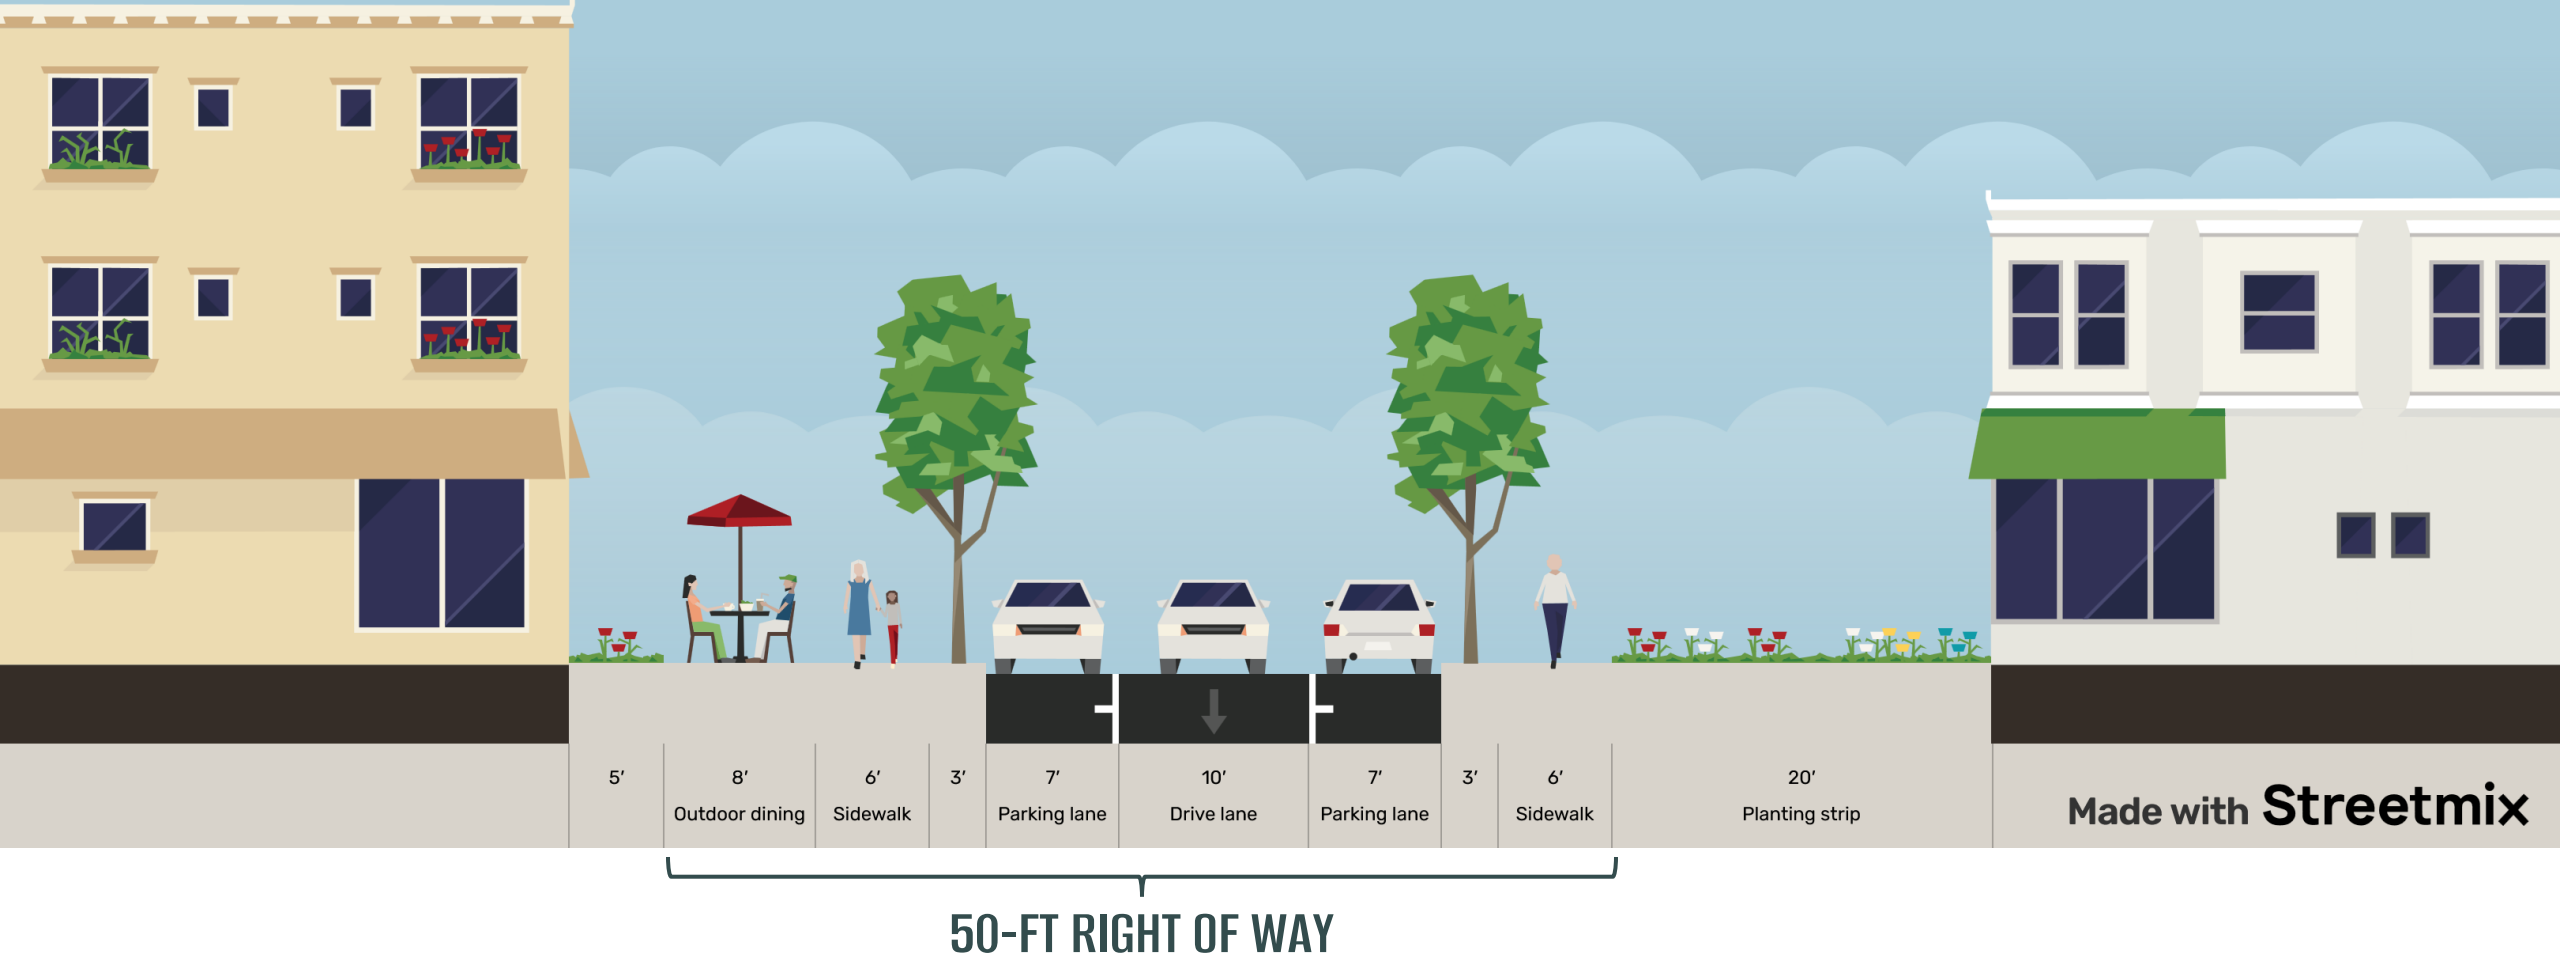 5′ 8′ 6′ 3′ 7′ 10′ 7′ 3′ 6′ 20′
Outdoor dining Sidewalk Parking lane Drive lane Parking lane Sidewalk Planting strip
Made with Streetmix
50-FT RIGHT OF WAY